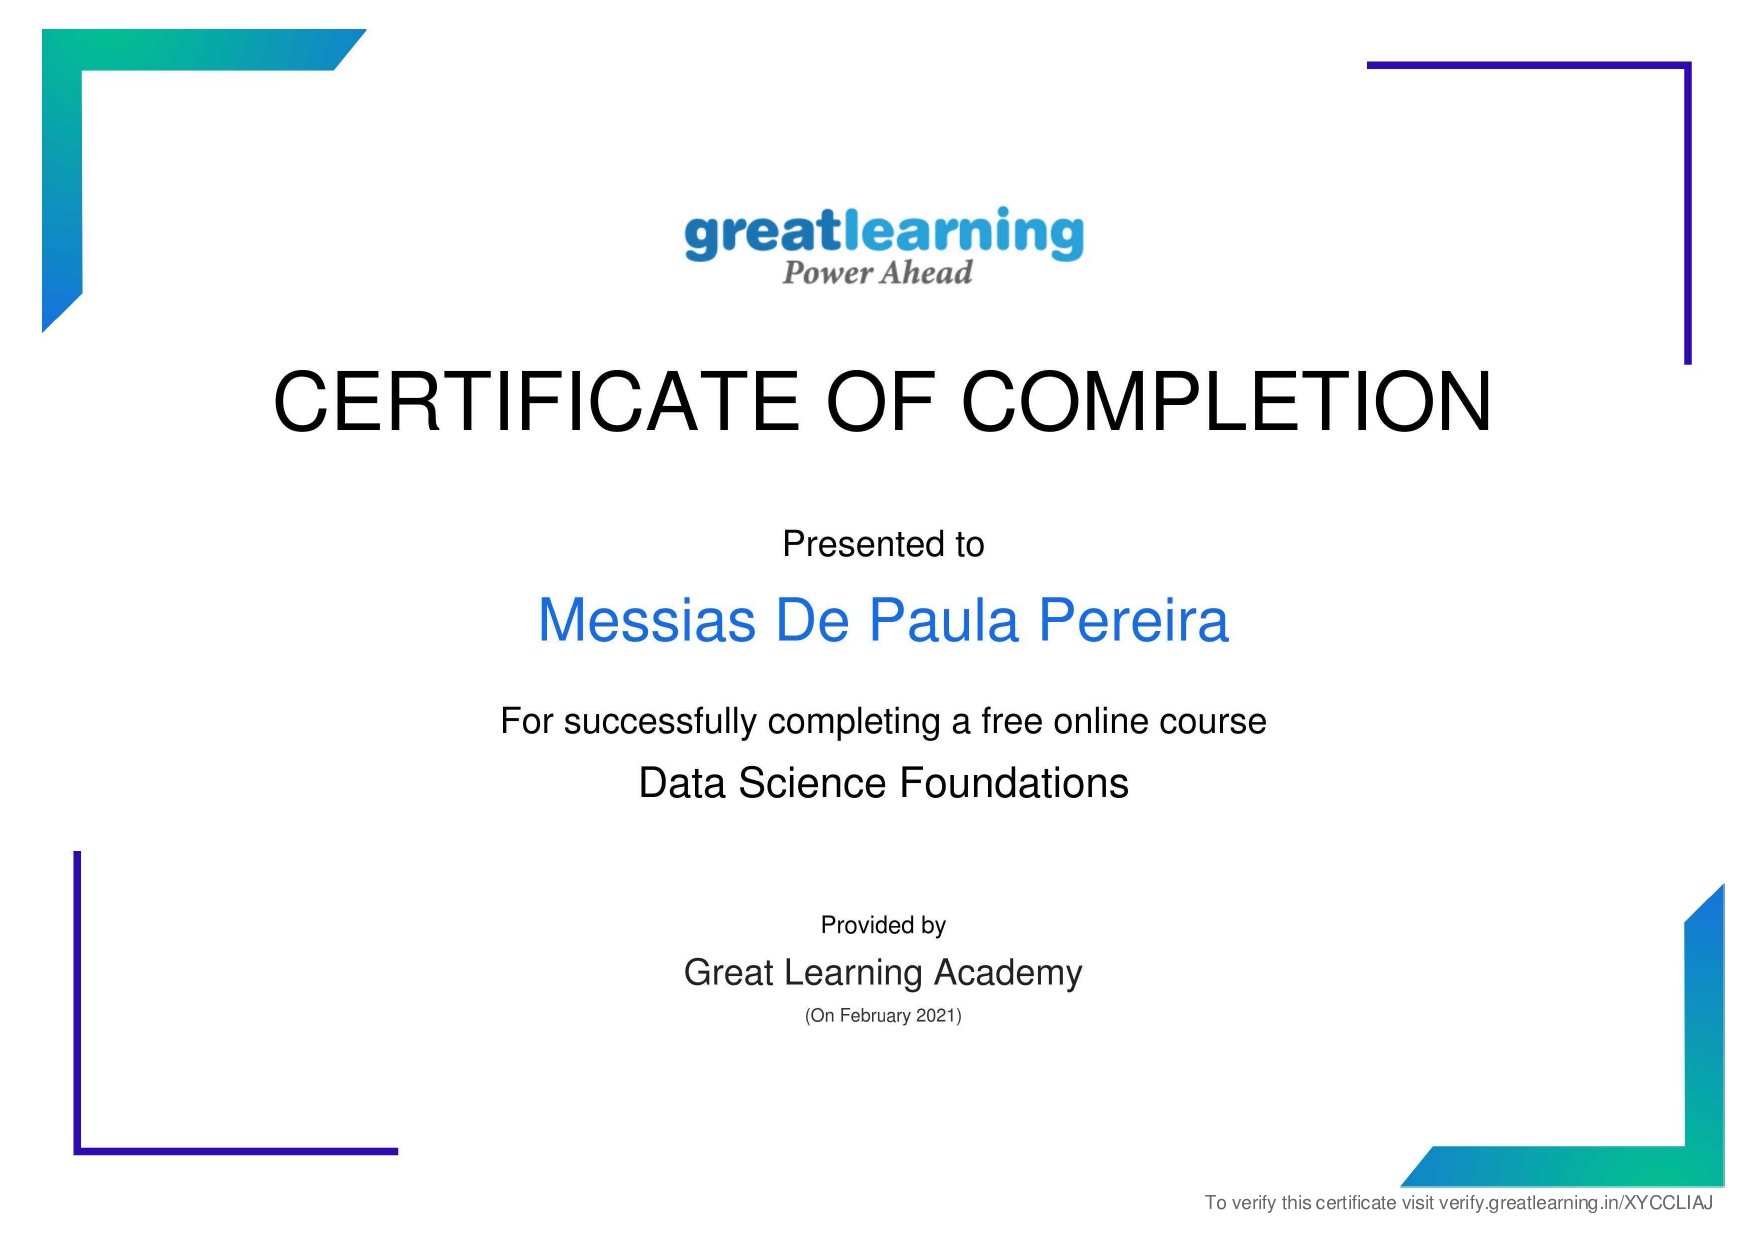 greatlearning
Power Ahead
CERTIFICATE OF COMPLETION
Presented to
Messias De Paula Pereira
For successfully completing a free online course
Data Science Foundations
Provided by
Great Learning Academy
(On February 2021)
To verify this certificate visit verify.greatlearning.in/XYCCLIAJ